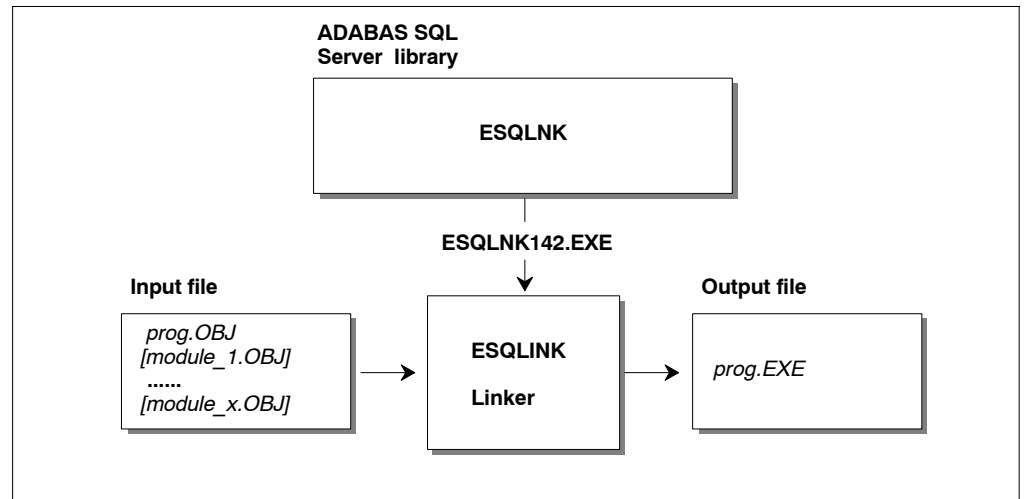 ADABAS SQL
Server library
ESQLNK
ESQLNK142.EXE
Input file
prog.OBJ
[module_1.OBJ]
......
[module_x.OBJ]
ESQLINK
Linker
Output file
prog.EXE